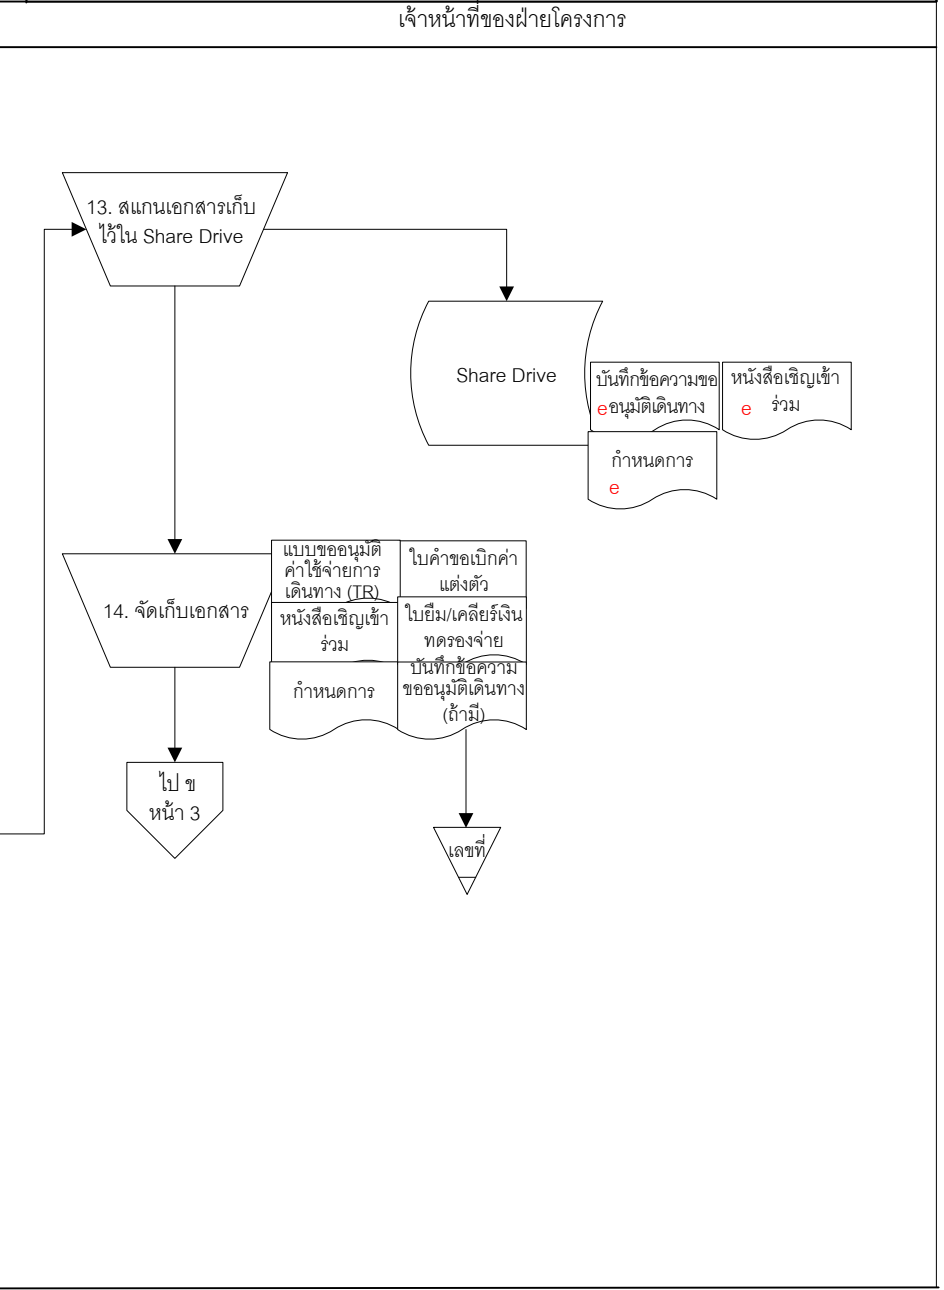 เจ้าหน้าที่ของฝ่ายโครงการ
13. สแกนเอกสารเก็บ
ไว้ใน Share Drive
Share Drive
บันทึกข้อความขอ
eอนุมัติเดินทาง
หนังสือเชิญเข้า
e ร่วม
กำหนดการ
e
14. จัดเก็บเอกสาร
แบบขออนุมัติ
ค่าใช้จ่ายการ
เดินทาง (TR)
ใบคำขอเบิกค่า
แต่งตัว
หนังสือเชิญเข้า
ร่วม
ใบยืม/เคลียร์เงิน
ทดรองจ่าย
กำหนดการ
บันทึกข้อความ
ขออนุมัติเดินทาง
(ถ้ามี)
ไป ข
หน้า 3
เลขที่